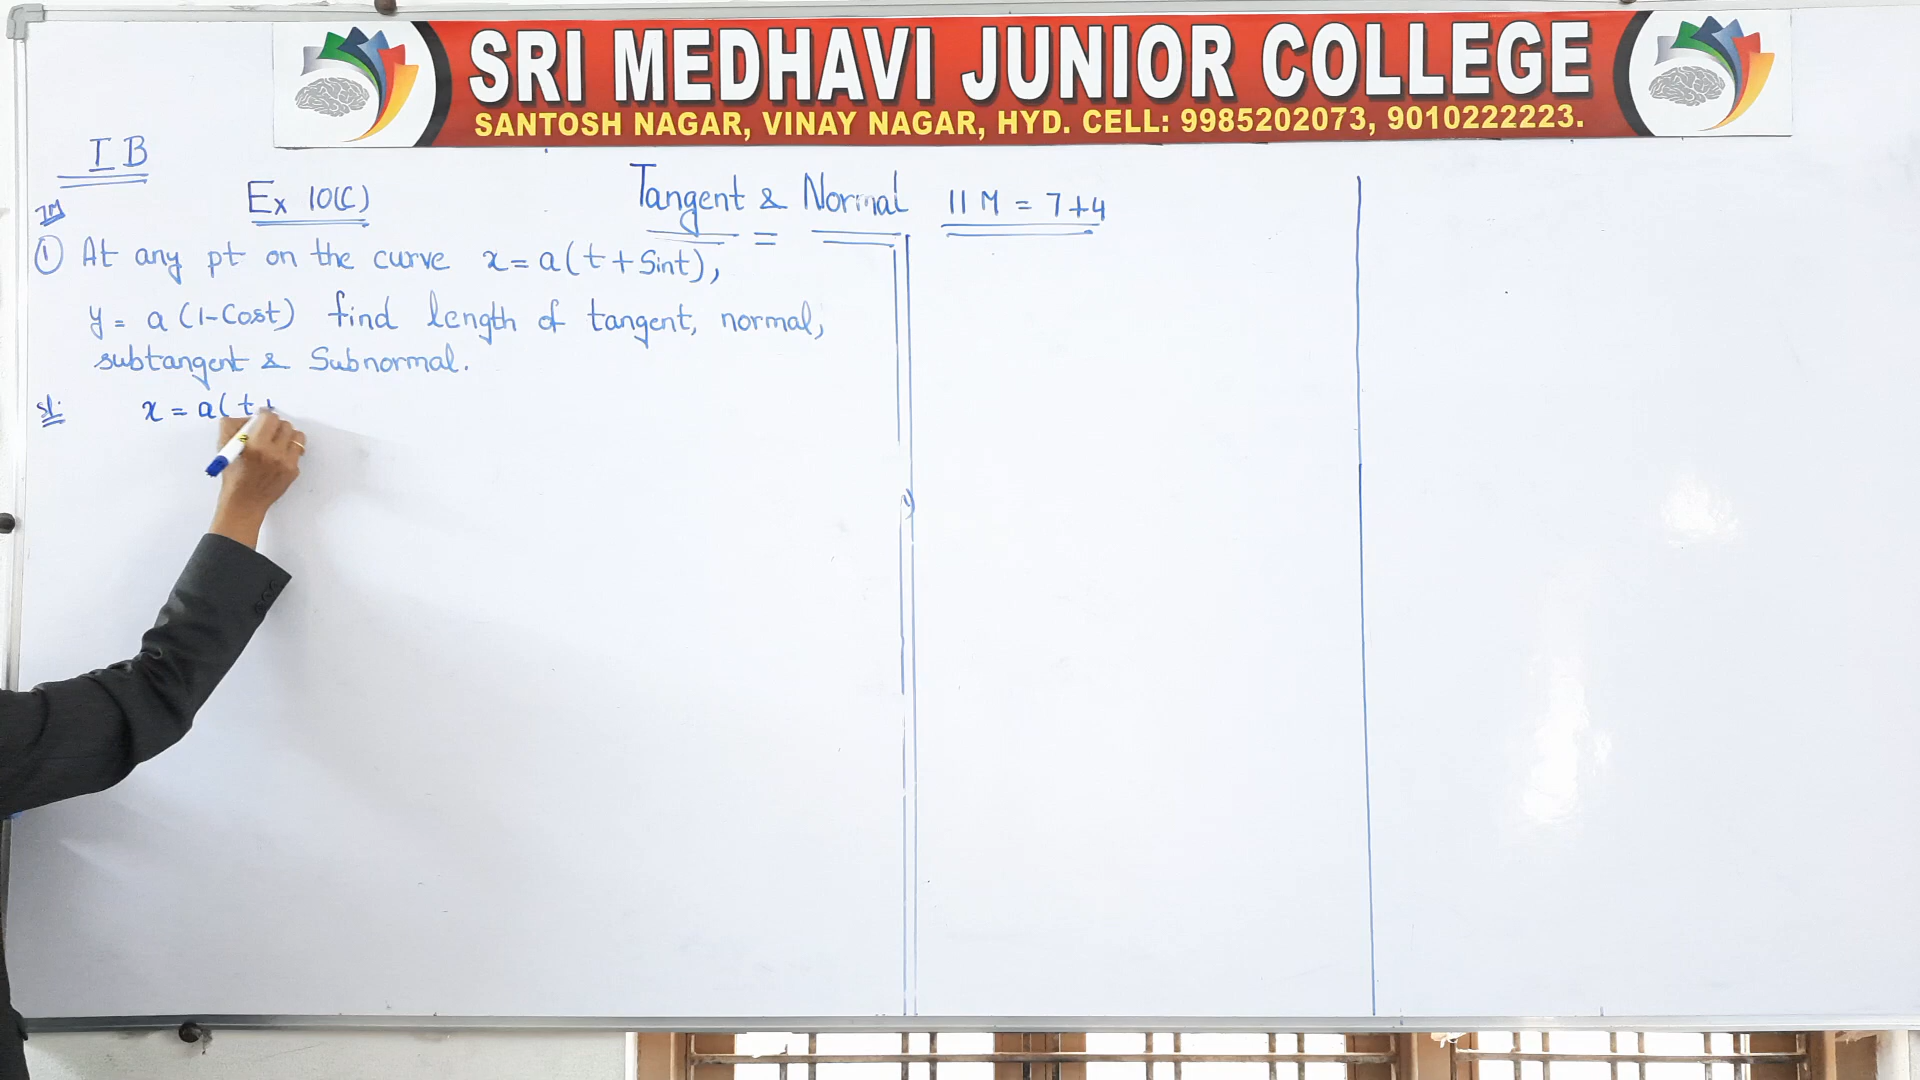 SRI MEDHAVI JUNIOR COLLEGE
SANTOSH NAGAR, VINAY NAGAR, HYD. CELL: 9985202073, 9010222223.
I B
Ex 10(C)
Tangent & Normal 11 M = 7+4
7M
① At any pt on the curve x = a(t + Sint),
y = a (1-Cost) find length of tangent, normal,
subtangent & Subnormal.
Sol: x = a( t +